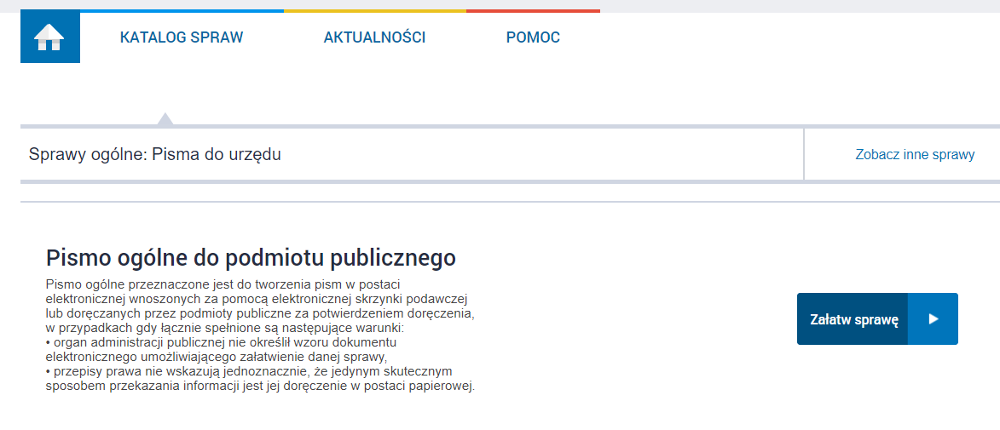 KATALOG SPRAW
AKTUALNOŚCI
POMOC
Sprawy ogólne: Pisma do urzędu
Zobacz inne sprawy
Pismo ogólne do podmiotu publicznego
Pismo ogólne przeznaczone jest do tworzenia pism w postaci
elektronicznej wnoszonych za pomocą elektronicznej skrzynki podawczej
lub doręczanych przez podmioty publiczne za potwierdzeniem doręczenia,
w przypadkach gdy łącznie spełnione są następujące warunki:
• organ administracji publicznej nie określił wzoru dokumentu
elektronicznego umożliwiającego załatwienie danej sprawy,
• przepisy prawa nie wskazują jednoznacznie, że jedynym skutecznym
sposobem przekazania informacji jest jej doręczenie w postaci papierowej.
Załatw sprawę